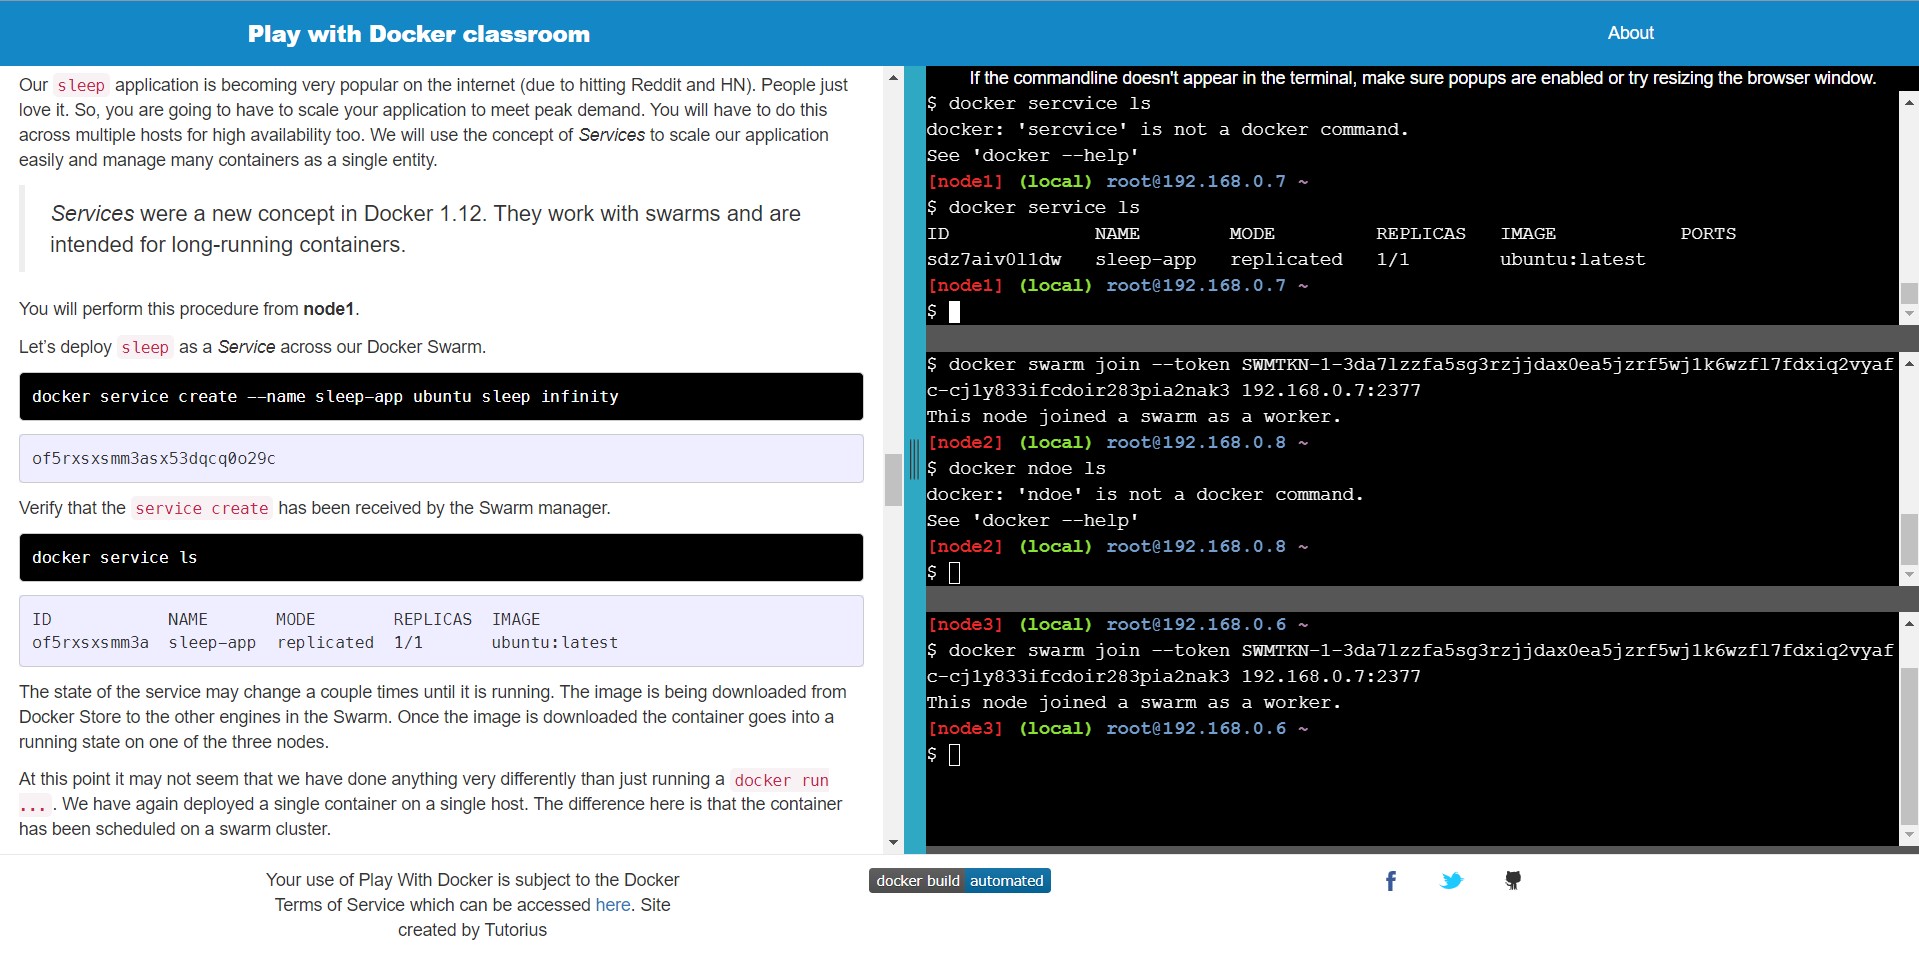 Play with Docker classroom
About
Our sleep application is becoming very popular on the internet (due to hitting Reddit and HN). People just
love it. So, you are going to have to scale your application to meet peak demand. You will have to do this
across multiple hosts for high availability too. We will use the concept of Services to scale our application
easily and manage many containers as a single entity.
Services were a new concept in Docker 1.12. They work with swarms and are
intended for long-running containers.
You will perform this procedure from node1.
Let's deploy sleep as a Service across our Docker Swarm.
docker service create --name sleep-app ubuntu sleep infinity
of5rxsxsmm3asx53dqcq0o29c
Verify that the service create has been received by the Swarm manager.
docker service ls
ID NAME MODE REPLICAS IMAGE
of5rxsxsmm3a sleep-app replicated 1/1 ubuntu:latest
The state of the service may change a couple times until it is running. The image is being downloaded from
Docker Store to the other engines in the Swarm. Once the image is downloaded the container goes into a
running state on one of the three nodes.
At this point it may not seem that we have done anything very differently than just running a docker run
.... We have again deployed a single container on a single host. The difference here is that the container
has been scheduled on a swarm cluster.
If the commandline doesn't appear in the terminal, make sure popups are enabled or try resizing the browser window.
$ docker sercvice ls
docker: 'sercvice' is not a docker command.
See 'docker --help'
[node1] (local) root@192.168.0.7 ~
$ docker service ls
ID NAME MODE REPLICAS IMAGE PORTS
sdz7aiv0l1dw sleep-app replicated 1/1 ubuntu:latest
[node1] (local) root@192.168.0.7 ~
$
$ docker swarm join --token SWMTKN-1-3da7lzzfa5sg3rzjjdax0ea5jzrf5wj1k6wzfl7fdxiq2vyaf
c-cj1y833ifcdoir283pia2nak3 192.168.0.7:2377
This node joined a swarm as a worker.
[node2] (local) root@192.168.0.8 ~
$ docker ndoe ls
docker: 'ndoe' is not a docker command.
See 'docker --help'
[node2] (local) root@192.168.0.8 ~
$
[node3] (local) root@192.168.0.6 ~
$ docker swarm join --token SWMTKN-1-3da7lzzfa5sg3rzjjdax0ea5jzrf5wj1k6wzfl7fdxiq2vyaf
c-cj1y833ifcdoir283pia2nak3 192.168.0.7:2377
This node joined a swarm as a worker.
[node3] (local) root@192.168.0.6 ~
$
Your use of Play With Docker is subject to the Docker
Terms of Service which can be accessed here. Site
created by Tutorius
docker build automated